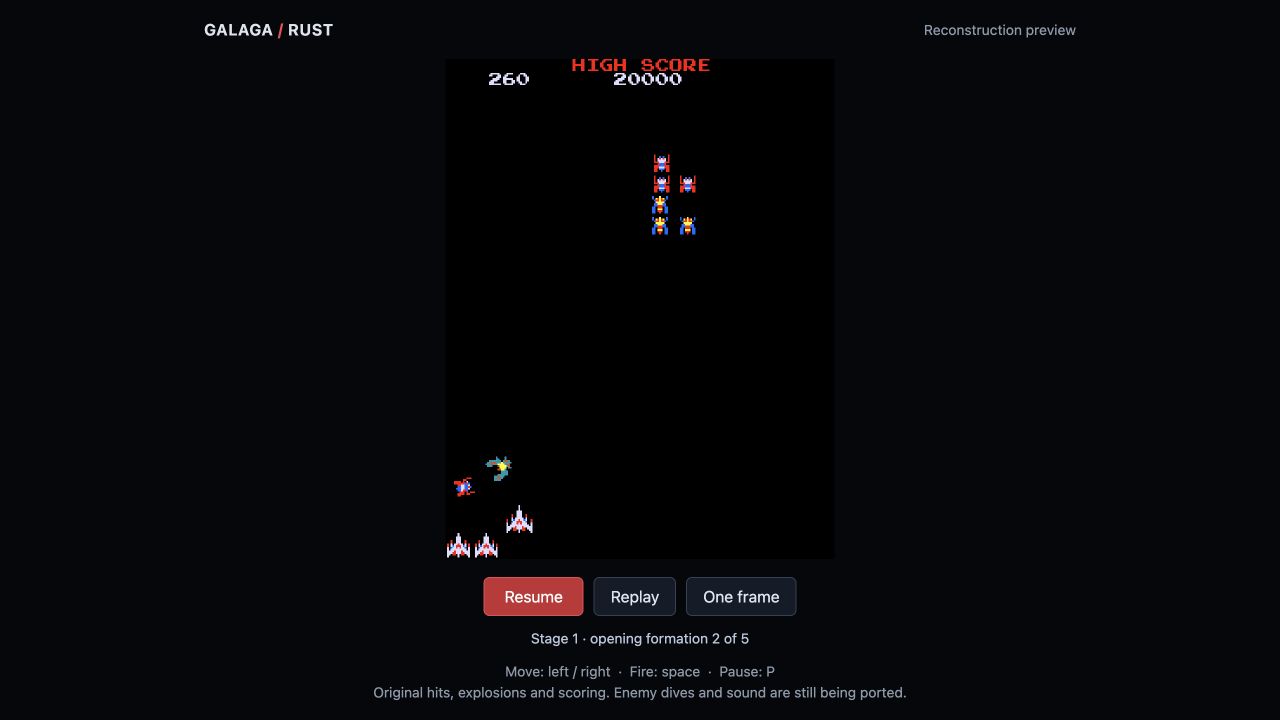 GALAGA / RUST
Reconstruction preview
HIGH SCORE
260 20000
Resume Replay One frame
Stage 1 · opening formation 2 of 5
Move: left / right · Fire: space · Pause: P
Original hits, explosions and scoring. Enemy dives and sound are still being ported.